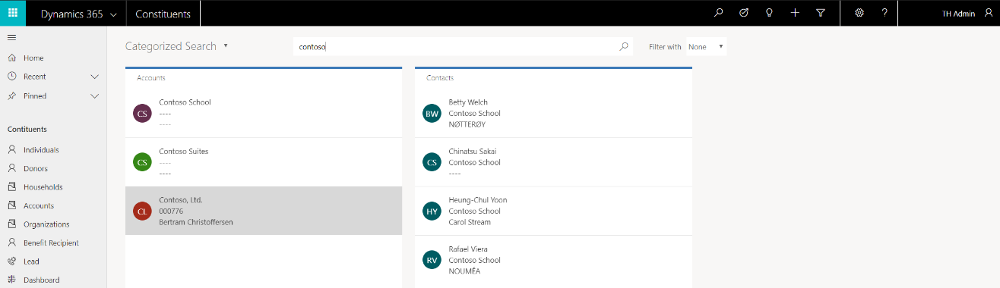 Dynamics 365
Constituents
?
TH Admin
Home
Recent
Pinned
Contituents
Individuals
Donors
Households
Accounts
Organizations
Benefit Recipient
Lead
Dashboard
Categorized Search
contoso
Filter with None
Accounts
CS
Contoso School
----
----
CS
Contoso Suites
----
----
CL
Contoso, Ltd.
000776
Bertram Christoffersen
Contacts
BW
Betty Welch
Contoso School
NØTTERØY
CS
Chinatsu Sakai
Contoso School
----
HY
Heung-Chul Yoon
Contoso School
Carol Stream
RV
Rafael Viera
Contoso School
NOUMÉA